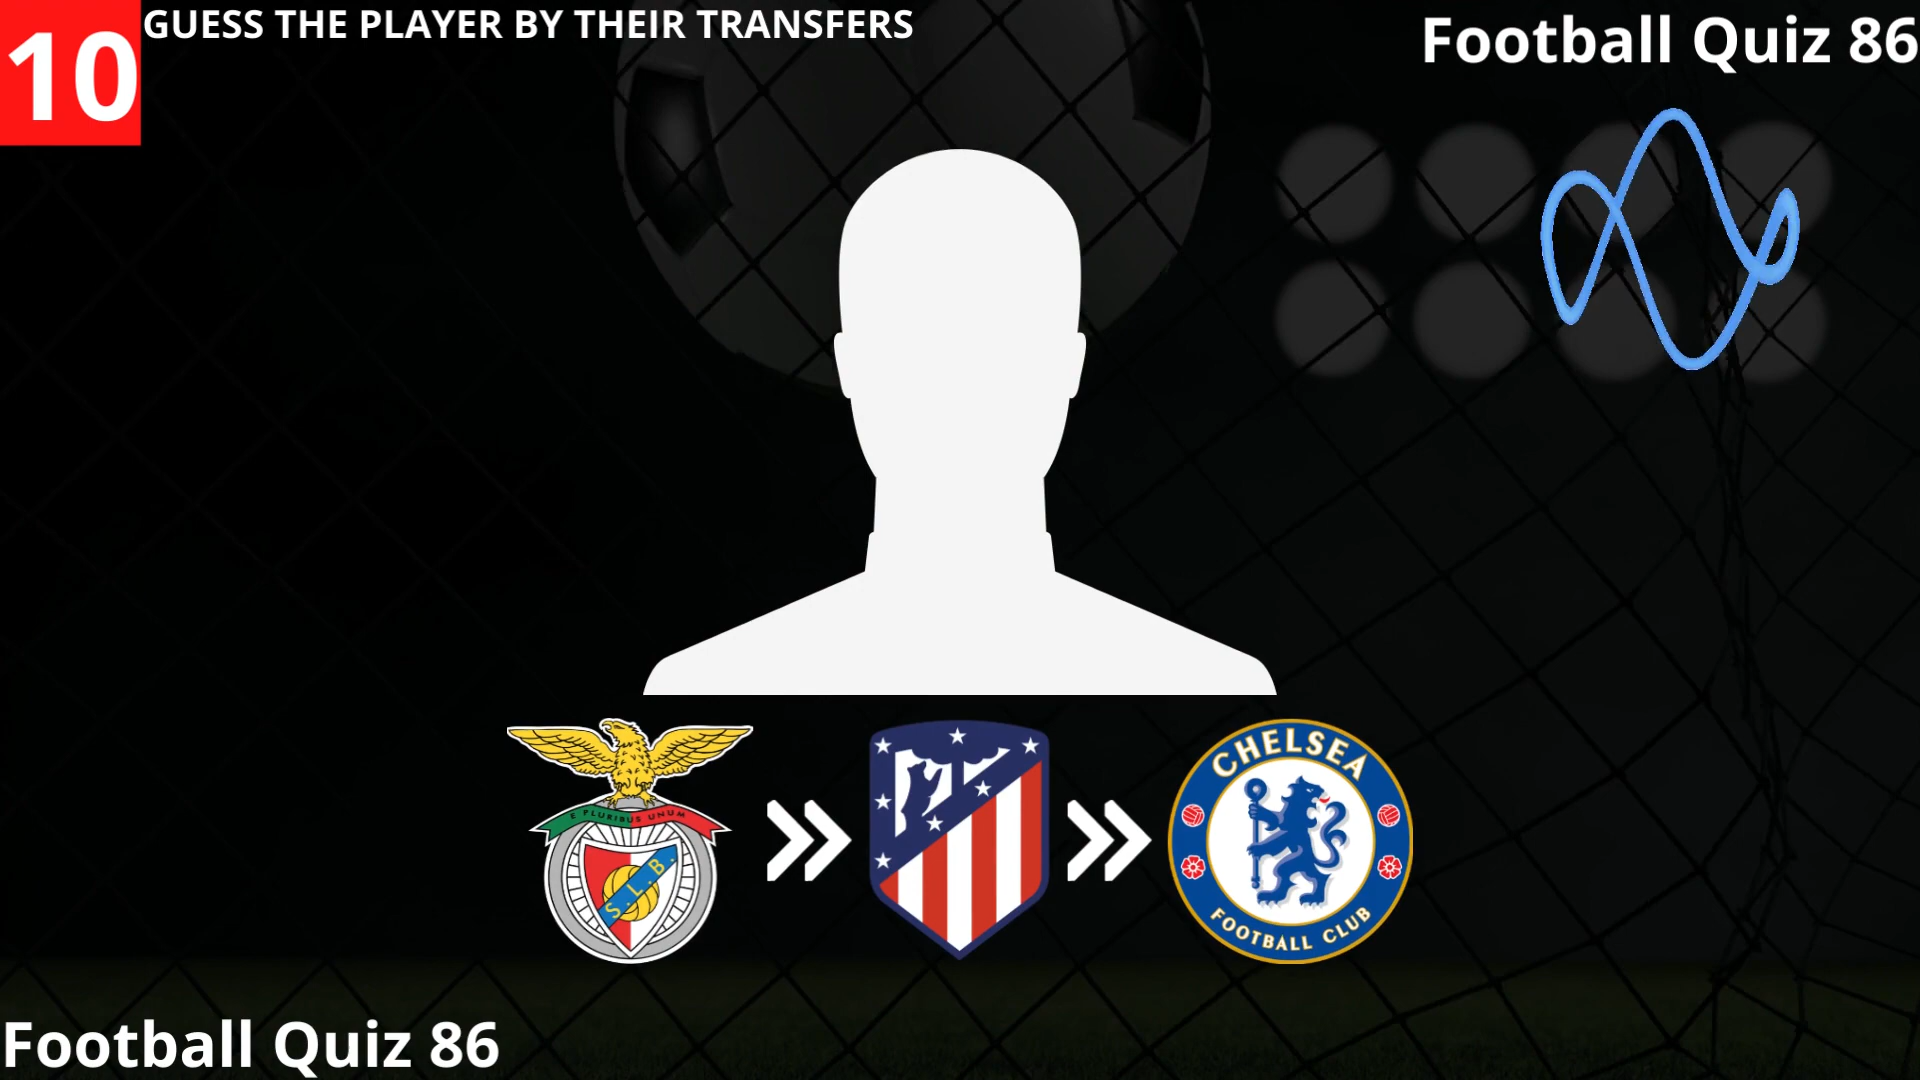 10
GUESS THE PLAYER BY THEIR TRANSFERS
Football Quiz 86
E PLURIBUS UNUM
S.L.B.
CHELSEA
FOOTBALL CLUB
Football Quiz 86